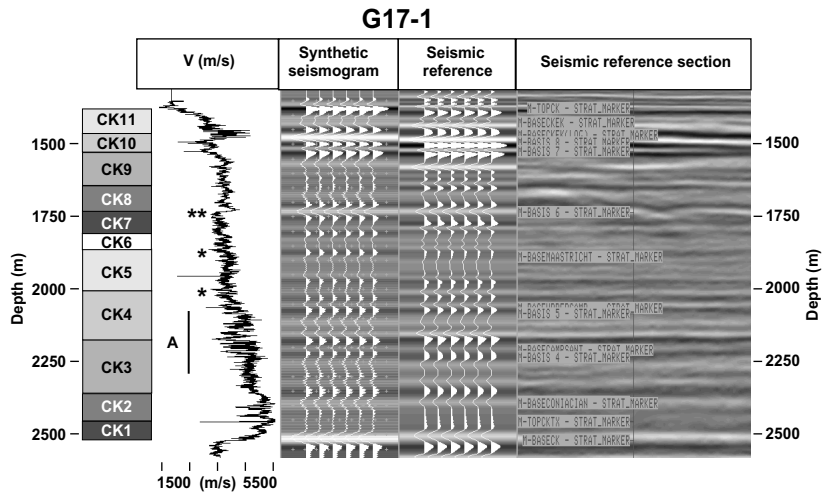 G17-1
V (m/s)
Synthetic
seismogram
Seismic
reference
Seismic reference section
CK11
CK10
CK9
CK8
CK7
CK6
CK5
CK4
CK3
CK2
CK1
Depth (m)
1500
1750
2000
2250
2500
**
*
*
A
1500 (m/s) 5500
M-TOPCK - STRAT_MARKER
M-BASECKEK - STRAT_MARKER
STRAT_MARKER
M-BASIS 8 - STRAT_MARKER
M-BASIS 7 - STRAT_MARKER
M-BASIS 6 - STRAT_MARKER
M-BASEMAASTRICHT - STRAT_MARKER
STRAT_MARKER
M-BASIS 5 - STRAT_MARKER
STRAT_MARKER
M-BASIS 4 - STRAT_MARKER
M-BASECONIACIAN - STRAT_MARKER
M-TOPCKTX - STRAT_MARKER
M-BASECK - STRAT_MARKER
1500
1750
2000
2250
2500
Depth (m)